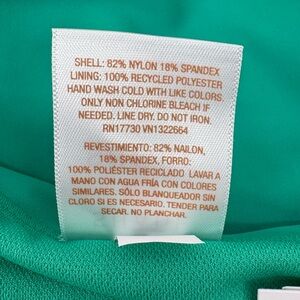 SHELL: 82% NYLON 18% SPANDEX
LINING: 100% RECYCLED POLYESTER
HAND WASH COLD WITH LIKE COLORS.
ONLY NON CHLORINE BLEACH IF
NEEDED. LINE DRY. DO NOT IRON.
RN17730 VN1322664
REVESTIMIENTO: 82% NAILON,
18% SPANDEX, FORRO:
100% POLIÉSTER RECICLADO LAVAR A
MANO CON AGUA FRÍA CON COLORES
SIMILARES. SÓLO BLANQUEADOR SIN
CLORO SI ES NECESARIO. TENDER PARA
SECAR. NO PLANCHAR.